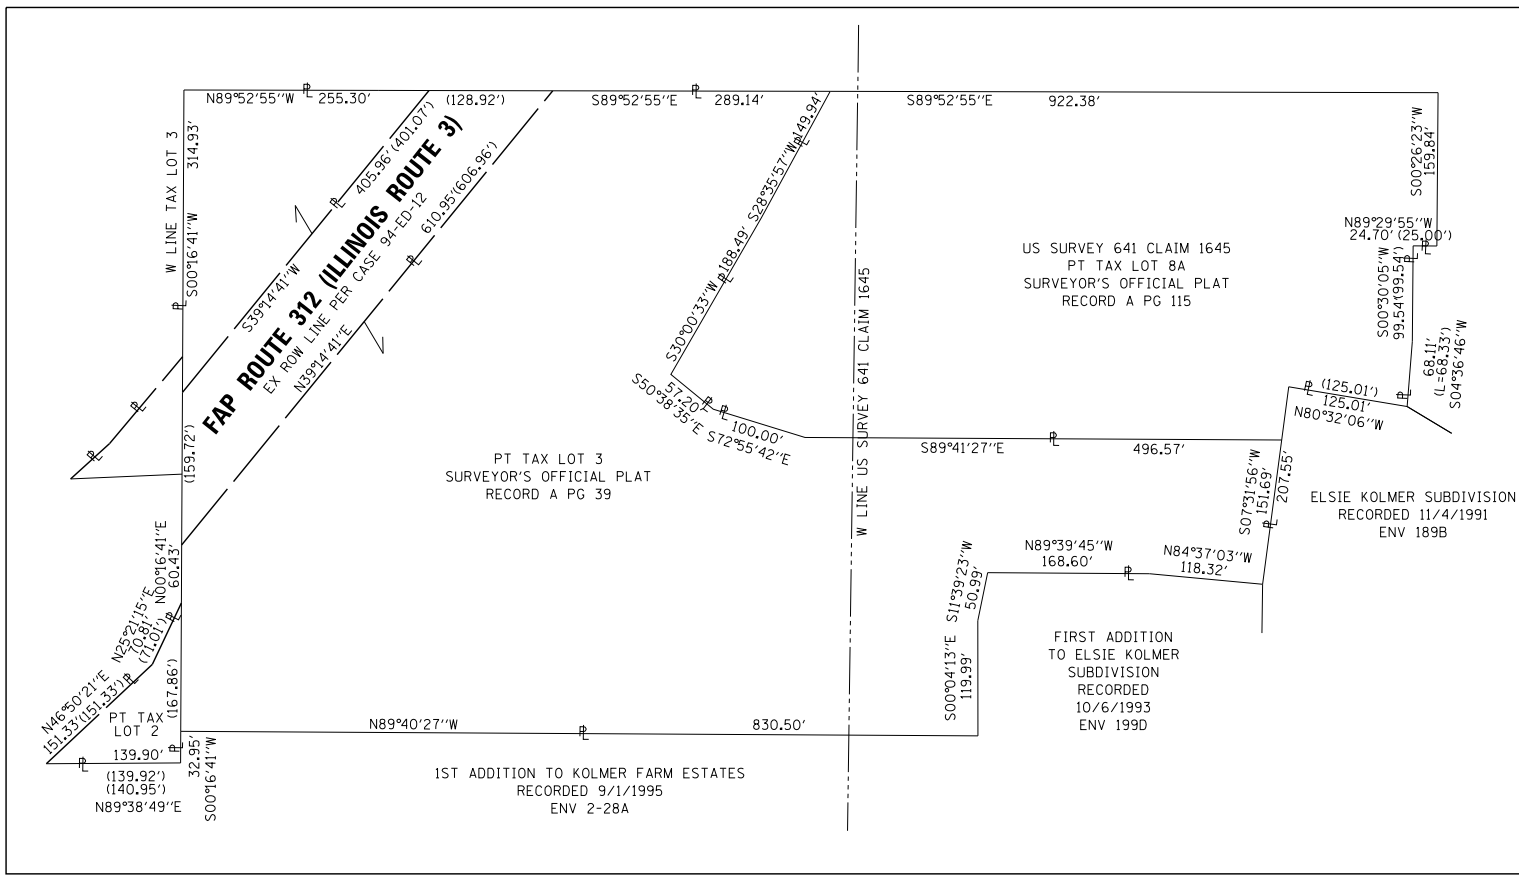 N89°52'55''W 255.30'
(128.92')
S89°52'55''E 289.14'
S89°52'55''E 922.38'
W LINE TAX LOT 3
314.93'
S00°16'41''W
405.96' (401.07')
S39°14'41''W
FAP ROUTE 312 (ILLINOIS ROUTE 3)
EX ROW LINE PER CASE 94-ED-12
610.95'(606.96')
N39°14'41''E
S28°35'57''W 149.94'
S30°00'33''W 188.49'
57.20'
S50°38'35''E
100.00'
S72°55'42''E
W LINE US SURVEY 641 CLAIM 1645
US SURVEY 641 CLAIM 1645
PT TAX LOT 8A
SURVEYOR'S OFFICIAL PLAT
RECORD A PG 115
S00°26'23''W
159.84'
N89°29'55''W
24.70' (25.00')
S00°30'05''W
99.54'(99.54')
68.11'
(L=68.33')
S04°36'46''W
(125.01')
125.01'
N80°32'06''W
S89°41'27''E 496.57'
S07°31'56''W
151.69'
207.55'
ELSIE KOLMER SUBDIVISION
RECORDED 11/4/1991
ENV 189B
PT TAX LOT 3
SURVEYOR'S OFFICIAL PLAT
RECORD A PG 39
(159.72')
N00°16'41''E
60.43'
N25°21'15''E
70.81'
(71.01')
N46°50'21''E
151.33'(151.33')
(167.86')
PT TAX
LOT 2
139.90'
(139.92')
(140.95')
N89°38'49''E
32.95'
S00°16'41''W
N89°40'27''W 830.50'
1ST ADDITION TO KOLMER FARM ESTATES
RECORDED 9/1/1995
ENV 2-28A
S00°04'13''E
119.99'
S11°39'23''W
50.99'
N89°39'45''W
168.60'
N84°37'03''W
118.32'
FIRST ADDITION
TO ELSIE KOLMER
SUBDIVISION
RECORDED
10/6/1993
ENV 199D